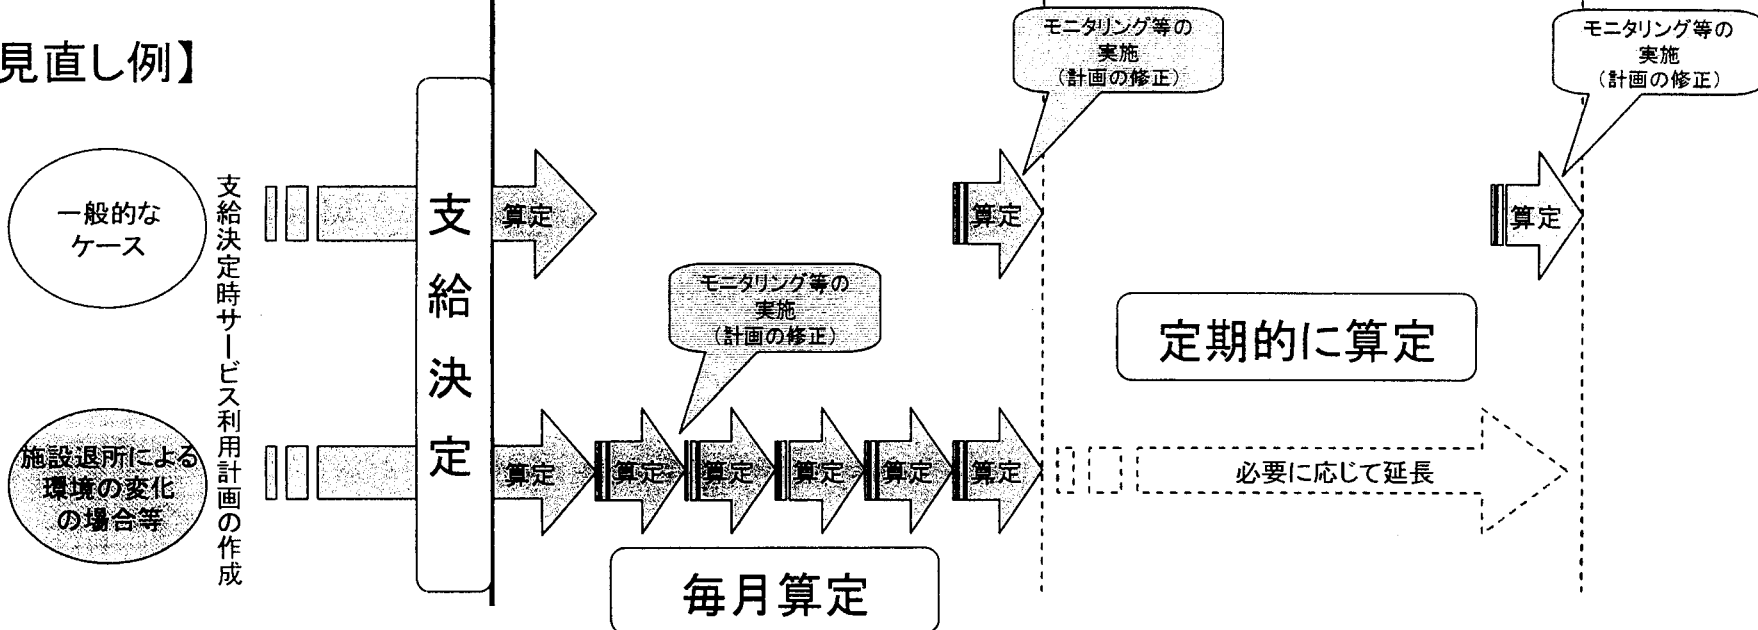 見直し例】
モニタリング等の
実施
(計画の修正)
モニタリング等の
実施
(計画の修正)
一般的な
ケース
支給決定時サービス利用計画の作成
支給決定
算定
算定
算定
モニタリング等の
実施
(計画の修正)
定期的に算定
施設退所による
環境の変化
の場合等
算定
算定
算定
算定
算定
算定
必要に応じて延長
毎月算定